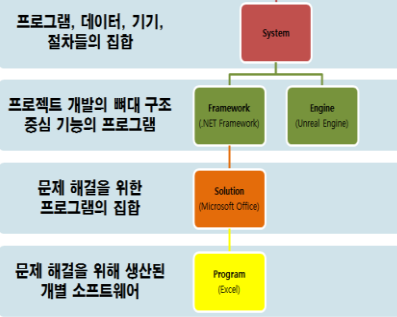 프로그램, 데이터, 기기,
절차들의 집합
System
프로젝트 개발의 뼈대 구조
중심 기능의 프로그램
Framework
(.NET Framework)
Engine
(Unreal Engine)
문제 해결을 위한
프로그램의 집합
Solution
(Microsoft Office)
문제 해결을 위해 생산된
개별 소프트웨어
Program
(Excel)